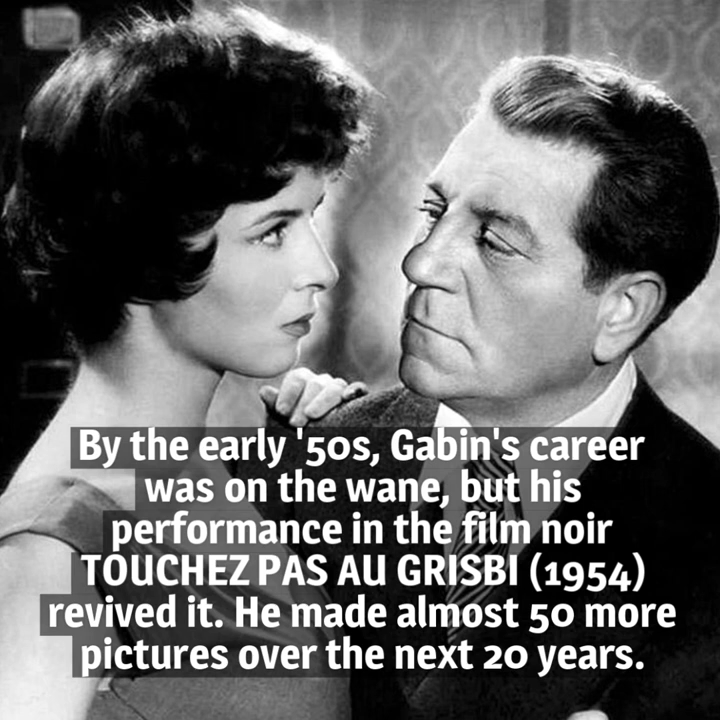 By the early '50s, Gabin's career
was on the wane, but his
performance in the film noir
TOUCHEZ PAS AU GRISBI (1954)
revived it. He made almost 50 more
pictures over the next 20 years.